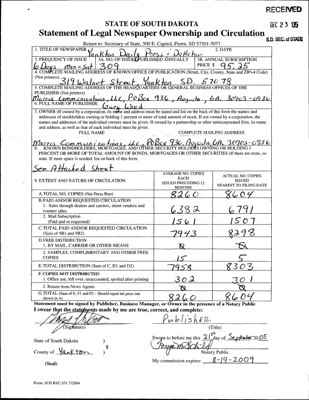 RECEIVED
DEC 23 '05
S.D. SEC. of STATE
STATE OF SOUTH DAKOTA
Statement of Legal Newspaper Ownership and Circulation
Return to: Secretary of State, 500 E. Capitol, Pierre, SD 57501-5077
1. TITLE OF NEWSPAPER Yankton Daily Press & Dakotan 2. DATE
3. FREQUENCY OF ISSUE 3A. NO. OF ISSUES PUBLISHED ANNUALLY 3B. ANNUAL SUBSCRIPTION
6 Days Mon-Sat 309 PRICE $ 95.25
4. COMPLETE MAILING ADDRESS OF KNOWN OFFICE OF PUBLICATION (Street, City, County, State and ZIP+4 Code)
(Not printers) 319 Walnut Street Yankton SD. 57078
5. COMPLETE MAILING ADDRESS OF THE HEADQUARTERS OR GENERAL BUSINESS OFFICES OF THE
PUBLISHER (Not printers)
Morris Communications, LLC, PO Box 936, Augusta, GA. 30903-0936
6. FULL NAME OF PUBLISHER: Gary Wood
7. OWNER (If owned by a corporation, its name and address must be stated and list on the back of this form the names and
addresses of stockholders owning or holding 1 percent or more of total amount of stock. If not owned by a corporation, the
names and addresses of the individual owners must be given. If owned by a partnership or other unincorporated firm, its name
and address, as well as that of each individual must be given.
FULL NAME COMPLETE MAILING ADDRESS
Morris Communications, LLC, PO Box 936, Augusta GA. 30903-0936
8. KNOWN BONDHOLDERS, MORTGAGES, AND OTHER SECURITY HOLDERS OWNING OR HOLDING 1
PERCENT OR MORE OF TOTAL AMOUNT OF BONDS, MORTGAGES OR OTHER SECURITIES (If there are none, so
state. If more space is needed, list on back of this form.
See Attached Sheet
9. EXTENT AND NATURE OF CIRCULATION
AVERAGE NO. COPIES EACH ISSUED PRECEDING 12 MONTHS
ACTUAL NO. COPIES ISSUED NEAREST TO FILING DATE
A. TOTAL NO. COPIES (Net Press Run) 8260 8604
B. PAID AND/OR REQUESTED CIRCULATION
1. Sales through dealers and carriers, street vendors and
counter sales. 6382 6791
2. Mail Subscription
(Paid and or requested) 1561 1507
C. TOTAL PAID AND/OR REQUESTED CIRCULATION
(Sum of 9B1 and 9B2) 7943 8298
D. FREE DISTRIBUTION
1. BY MAIL, CARRIER OR OTHER MEANS 0 0
2. SAMPLES, COMPLIMENTARY AND OTHER FREE
COPIES 15 5
E. TOTAL DISTRIBUTION (Sum of C, D1 and D2) 7958 8303
F. COPIES NOT DISTRIBUTED
1. Office use, left over, unaccounted, spoiled after printing 302 301
2. Return from News Agents 0 0
G. TOTAL (Sum of E, F1 and F2 - Should equal net press run
shown in A) 8260 8604
Statement must be signed by Publisher, Business Manager, or Owner in the presence of a Notary Public
I swear that the statements made by me are true, correct, and complete:
Publisher
(Signature) (Title)
State of South Dakota )
Sworn to before me this 21st day of September 05
County of Yankton ) §
Notary Public
(Seal) My commission expires: 8-19-2009
Form: SOS REC 051 7/2004